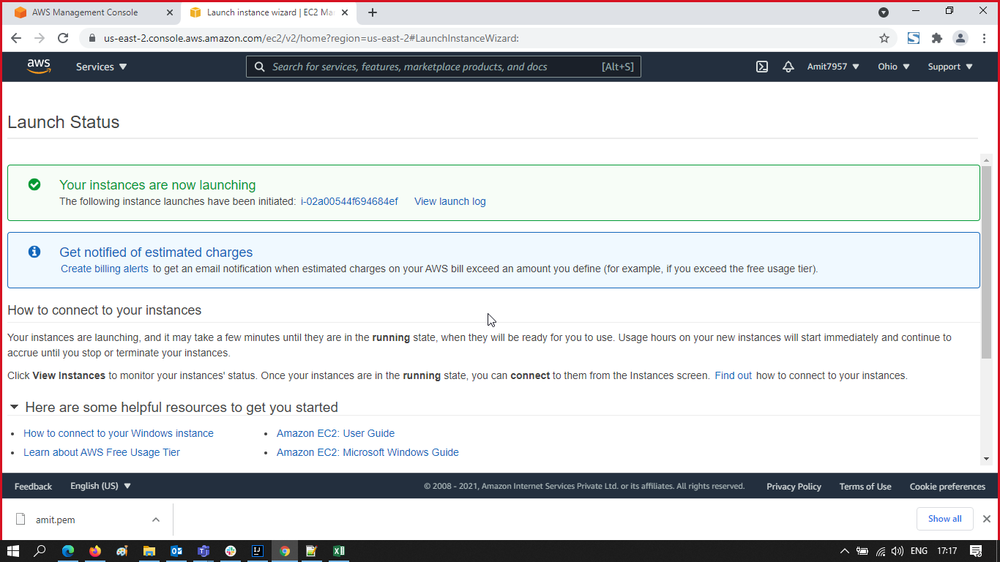 AWS Management Console
Launch instance wizard | EC2 Ma
us-east-2.console.aws.amazon.com/ec2/v2/home?region=us-east-2#LaunchInstanceWizard:
aws
Services
Search for services, features, marketplace products, and docs
[Alt+S]
Amit7957
Ohio
Support
Launch Status
Your instances are now launching
The following instance launches have been initiated: i-02a00544f694684ef View launch log
Get notified of estimated charges
Create billing alerts to get an email notification when estimated charges on your AWS bill exceed an amount you define (for example, if you exceed the free usage tier).
How to connect to your instances
Your instances are launching, and it may take a few minutes until they are in the running state, when they will be ready for you to use. Usage hours on your new instances will start immediately and continue to
accrue until you stop or terminate your instances.
Click View Instances to monitor your instances' status. Once your instances are in the running state, you can connect to them from the Instances screen. Find out how to connect to your instances.
Here are some helpful resources to get you started
• How to connect to your Windows instance
• Amazon EC2: User Guide
• Learn about AWS Free Usage Tier
• Amazon EC2: Microsoft Windows Guide
Feedback
English (US)
© 2008 - 2021, Amazon Internet Services Private Ltd. or its affiliates. All rights reserved.
Privacy Policy
Terms of Use
Cookie preferences
amit.pem
Show all
ENG
17:17